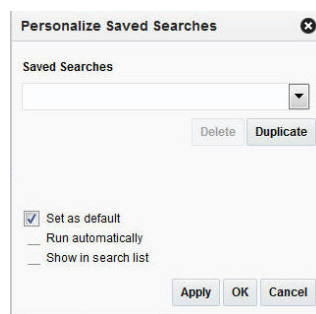 Personalize Saved Searches
Saved Searches
Delete Duplicate
Set as default
Run automatically
Show in search list
Apply OK Cancel